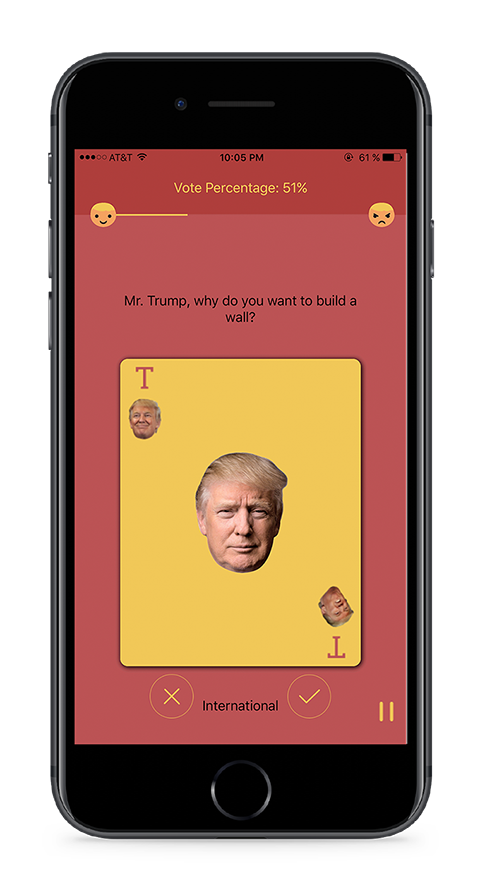 AT&T 10:05 PM 61 %
Vote Percentage: 51%
Mr. Trump, why do you want to build a
wall?
T
T
International